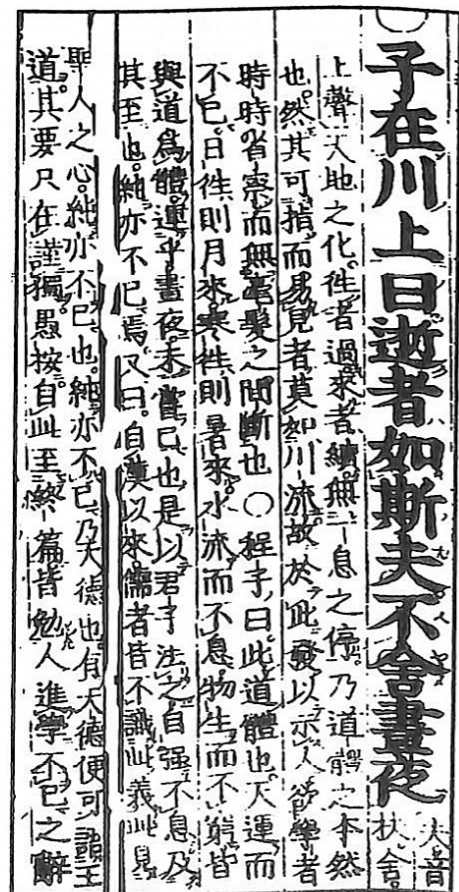 ○子在川上曰逝者如斯夫不舍晝夜 夫音扶舍
上聲天地之化往者過來者續無一息之停乃道體之本然
也。然其可指而易見者莫如川流故於此發以示人欲學者
時時省察而無毫髮之間斷也○程子曰。此道體也。天運而
不已。日往則月來寒往則暑來水流而不息物生而不窮皆
與道爲體。運乎晝夜。未嘗已也是以君子法之自强不息及
其至也。純亦不已焉。又曰。自漢以來儒者皆不識此義此見
聖人之心。純亦不已也。純亦不已乃天德也。有天德便可語王
道。其要只在謹獨。愚按自此至終篇皆勉人進學不已之辭